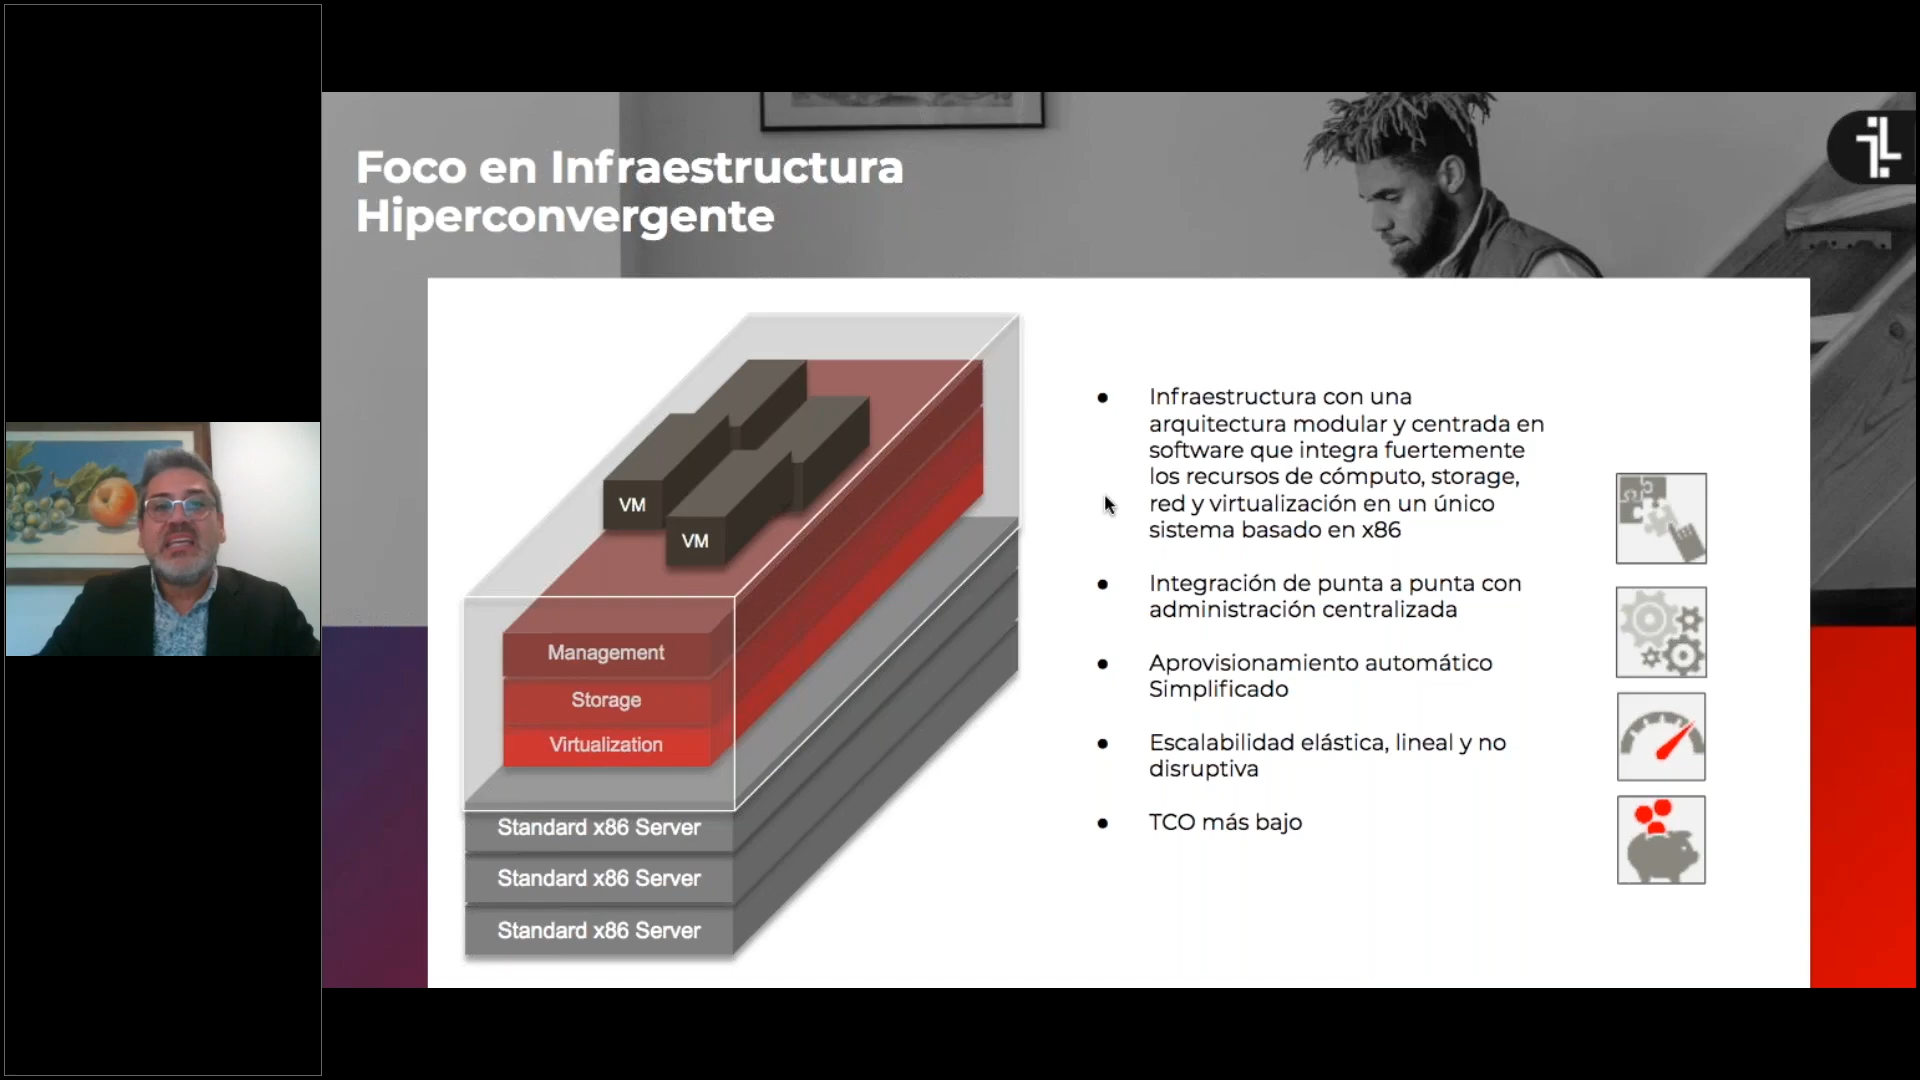 Foco en Infraestructura
Hiperconvergente
VM
VM
Management
Storage
Virtualization
Standard x86 Server
Standard x86 Server
Standard x86 Server
● Infraestructura con una
arquitectura modular y centrada en
software que integra fuertemente
los recursos de cómputo, storage,
red y virtualización en un único
sistema basado en x86
● Integración de punta a punta con
administración centralizada
● Aprovisionamiento automático
Simplificado
● Escalabilidad elástica, lineal y no
disruptiva
● TCO más bajo